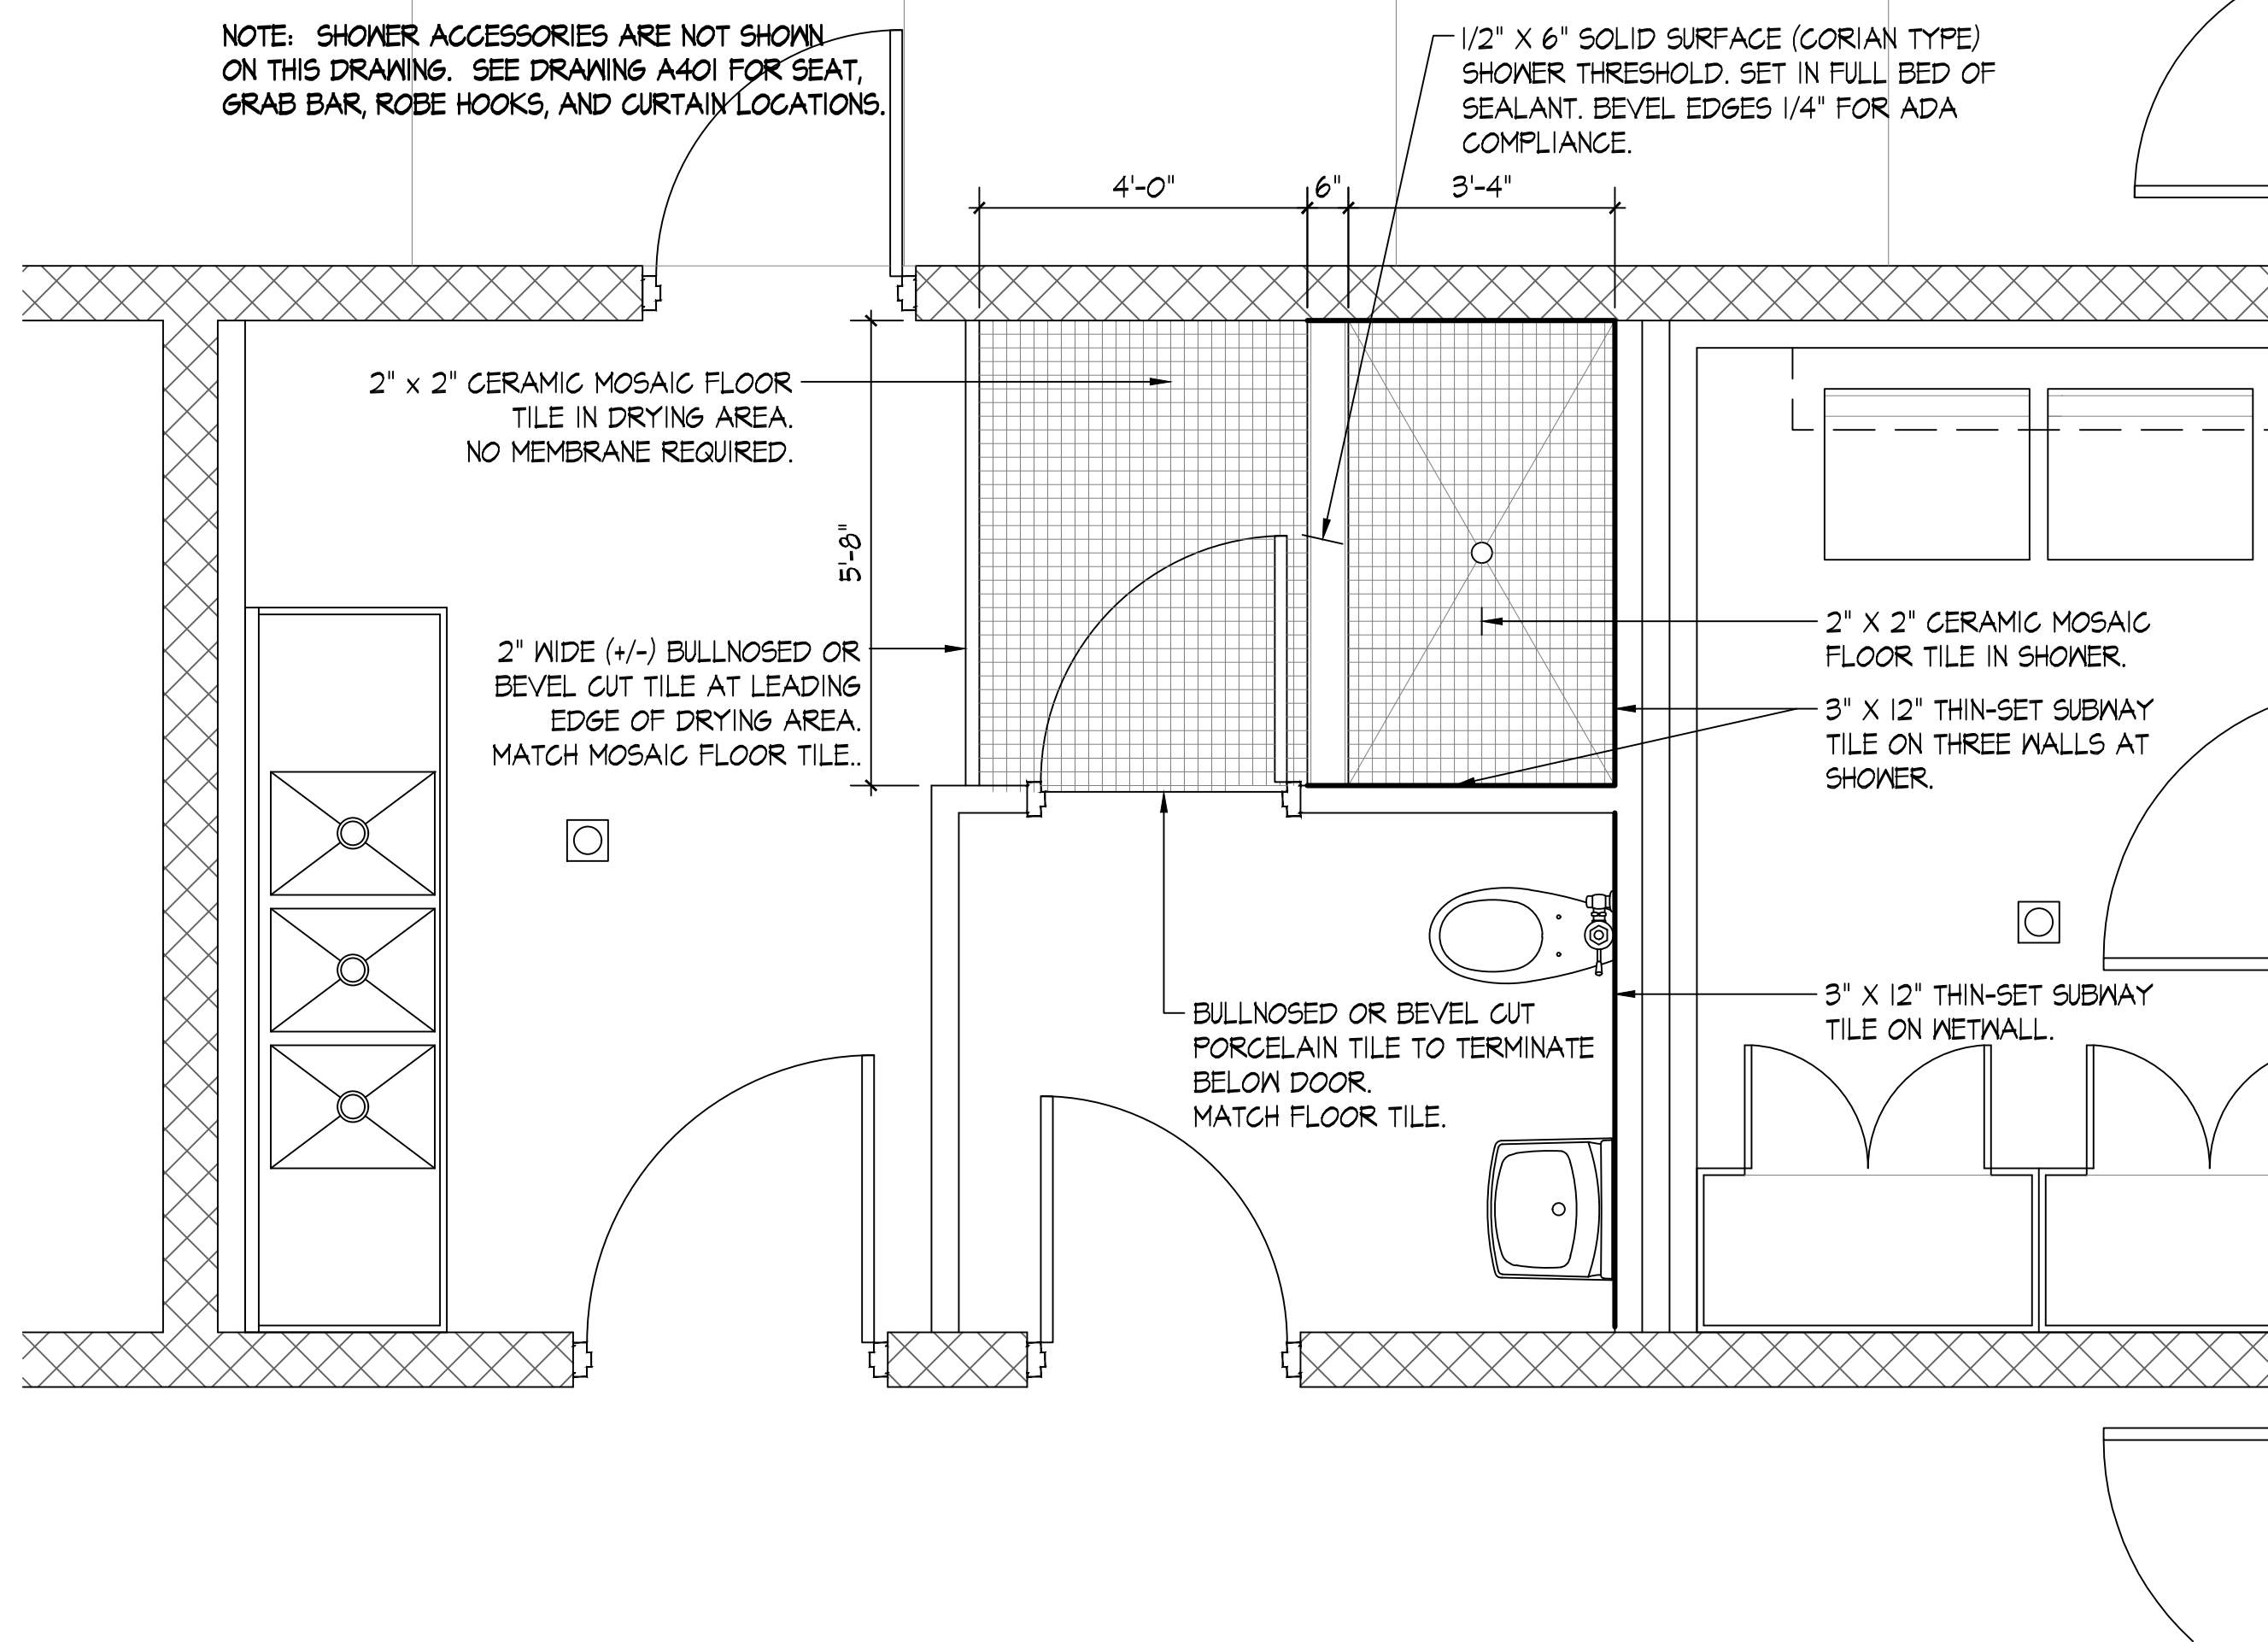 NOTE:  SHOWER ACCESSORIES ARE NOT SHOWN
ON THIS DRAWING.  SEE DRAWING A401 FOR SEAT,
GRAB BAR, ROBE HOOKS, AND CURTAIN LOCATIONS.
1/2" X 6" SOLID SURFACE (CORIAN TYPE)
SHOWER THRESHOLD. SET IN FULL BED OF
SEALANT. BEVEL EDGES 1/4" FOR ADA
COMPLIANCE.
4'-0"
6"
3'-4"
2" x 2" CERAMIC MOSAIC FLOOR
TILE IN DRYING AREA.
NO MEMBRANE REQUIRED.
5'-8"
2" WIDE (+/-) BULLNOSED OR
BEVEL CUT TILE AT LEADING
EDGE OF DRYING AREA.
MATCH MOSAIC FLOOR TILE..
2" X 2" CERAMIC MOSAIC
FLOOR TILE IN SHOWER.
3" X 12" THIN-SET SUBWAY
TILE ON THREE WALLS AT
SHOWER.
3" X 12" THIN-SET SUBWAY
TILE ON WETWALL.
BULLNOSED OR BEVEL CUT
PORCELAIN TILE TO TERMINATE
BELOW DOOR.
MATCH FLOOR TILE.